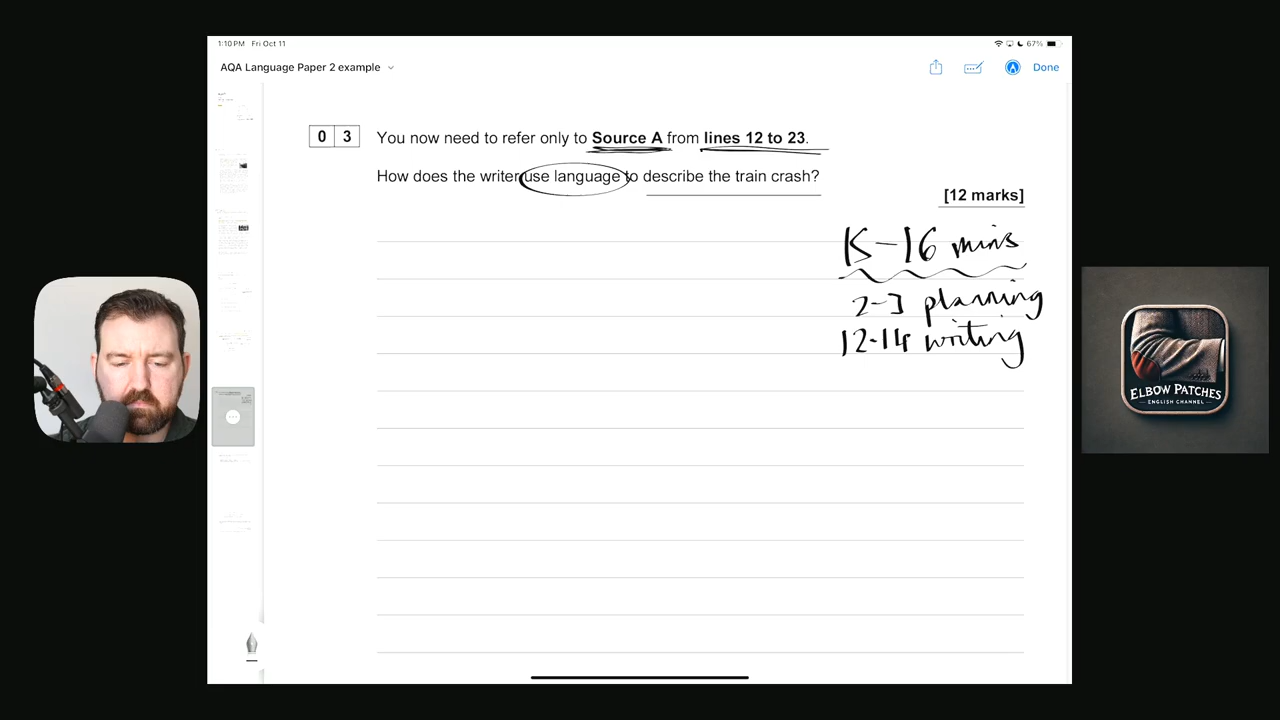 1:10 PM Fri Oct 11
67%
AQA Language Paper 2 example
Done
0 3 You now need to refer only to Source A from lines 12 to 23.
How does the writer use language to describe the train crash?
[12 marks]
15-16 mins
2-3 planning
12-14 writing
ELBOW PATCHES
ENGLISH CHANNEL